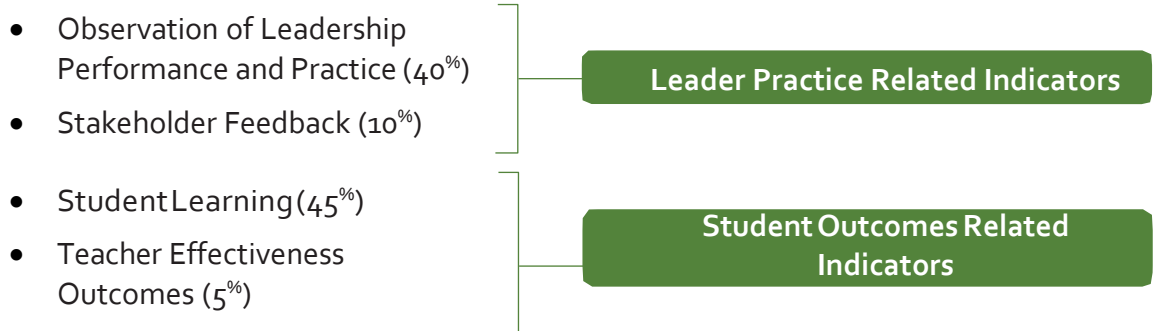 • Observation of Leadership
Performance and Practice (40%)
Leader Practice Related Indicators
• Stakeholder Feedback (10%)
• Student Learning (45%)
Student Outcomes Related
Indicators
• Teacher Effectiveness
Outcomes (5%)